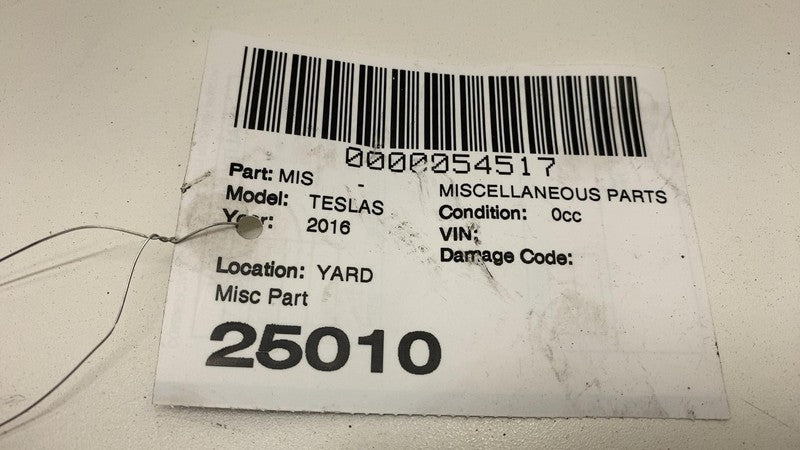 0000054517
Part: MIS - MISCELLANEOUS PARTS
Model: TESLAS Condition: 0cc
Year: 2016 VIN:
Damage Code:
Location: YARD
Misc Part
25010